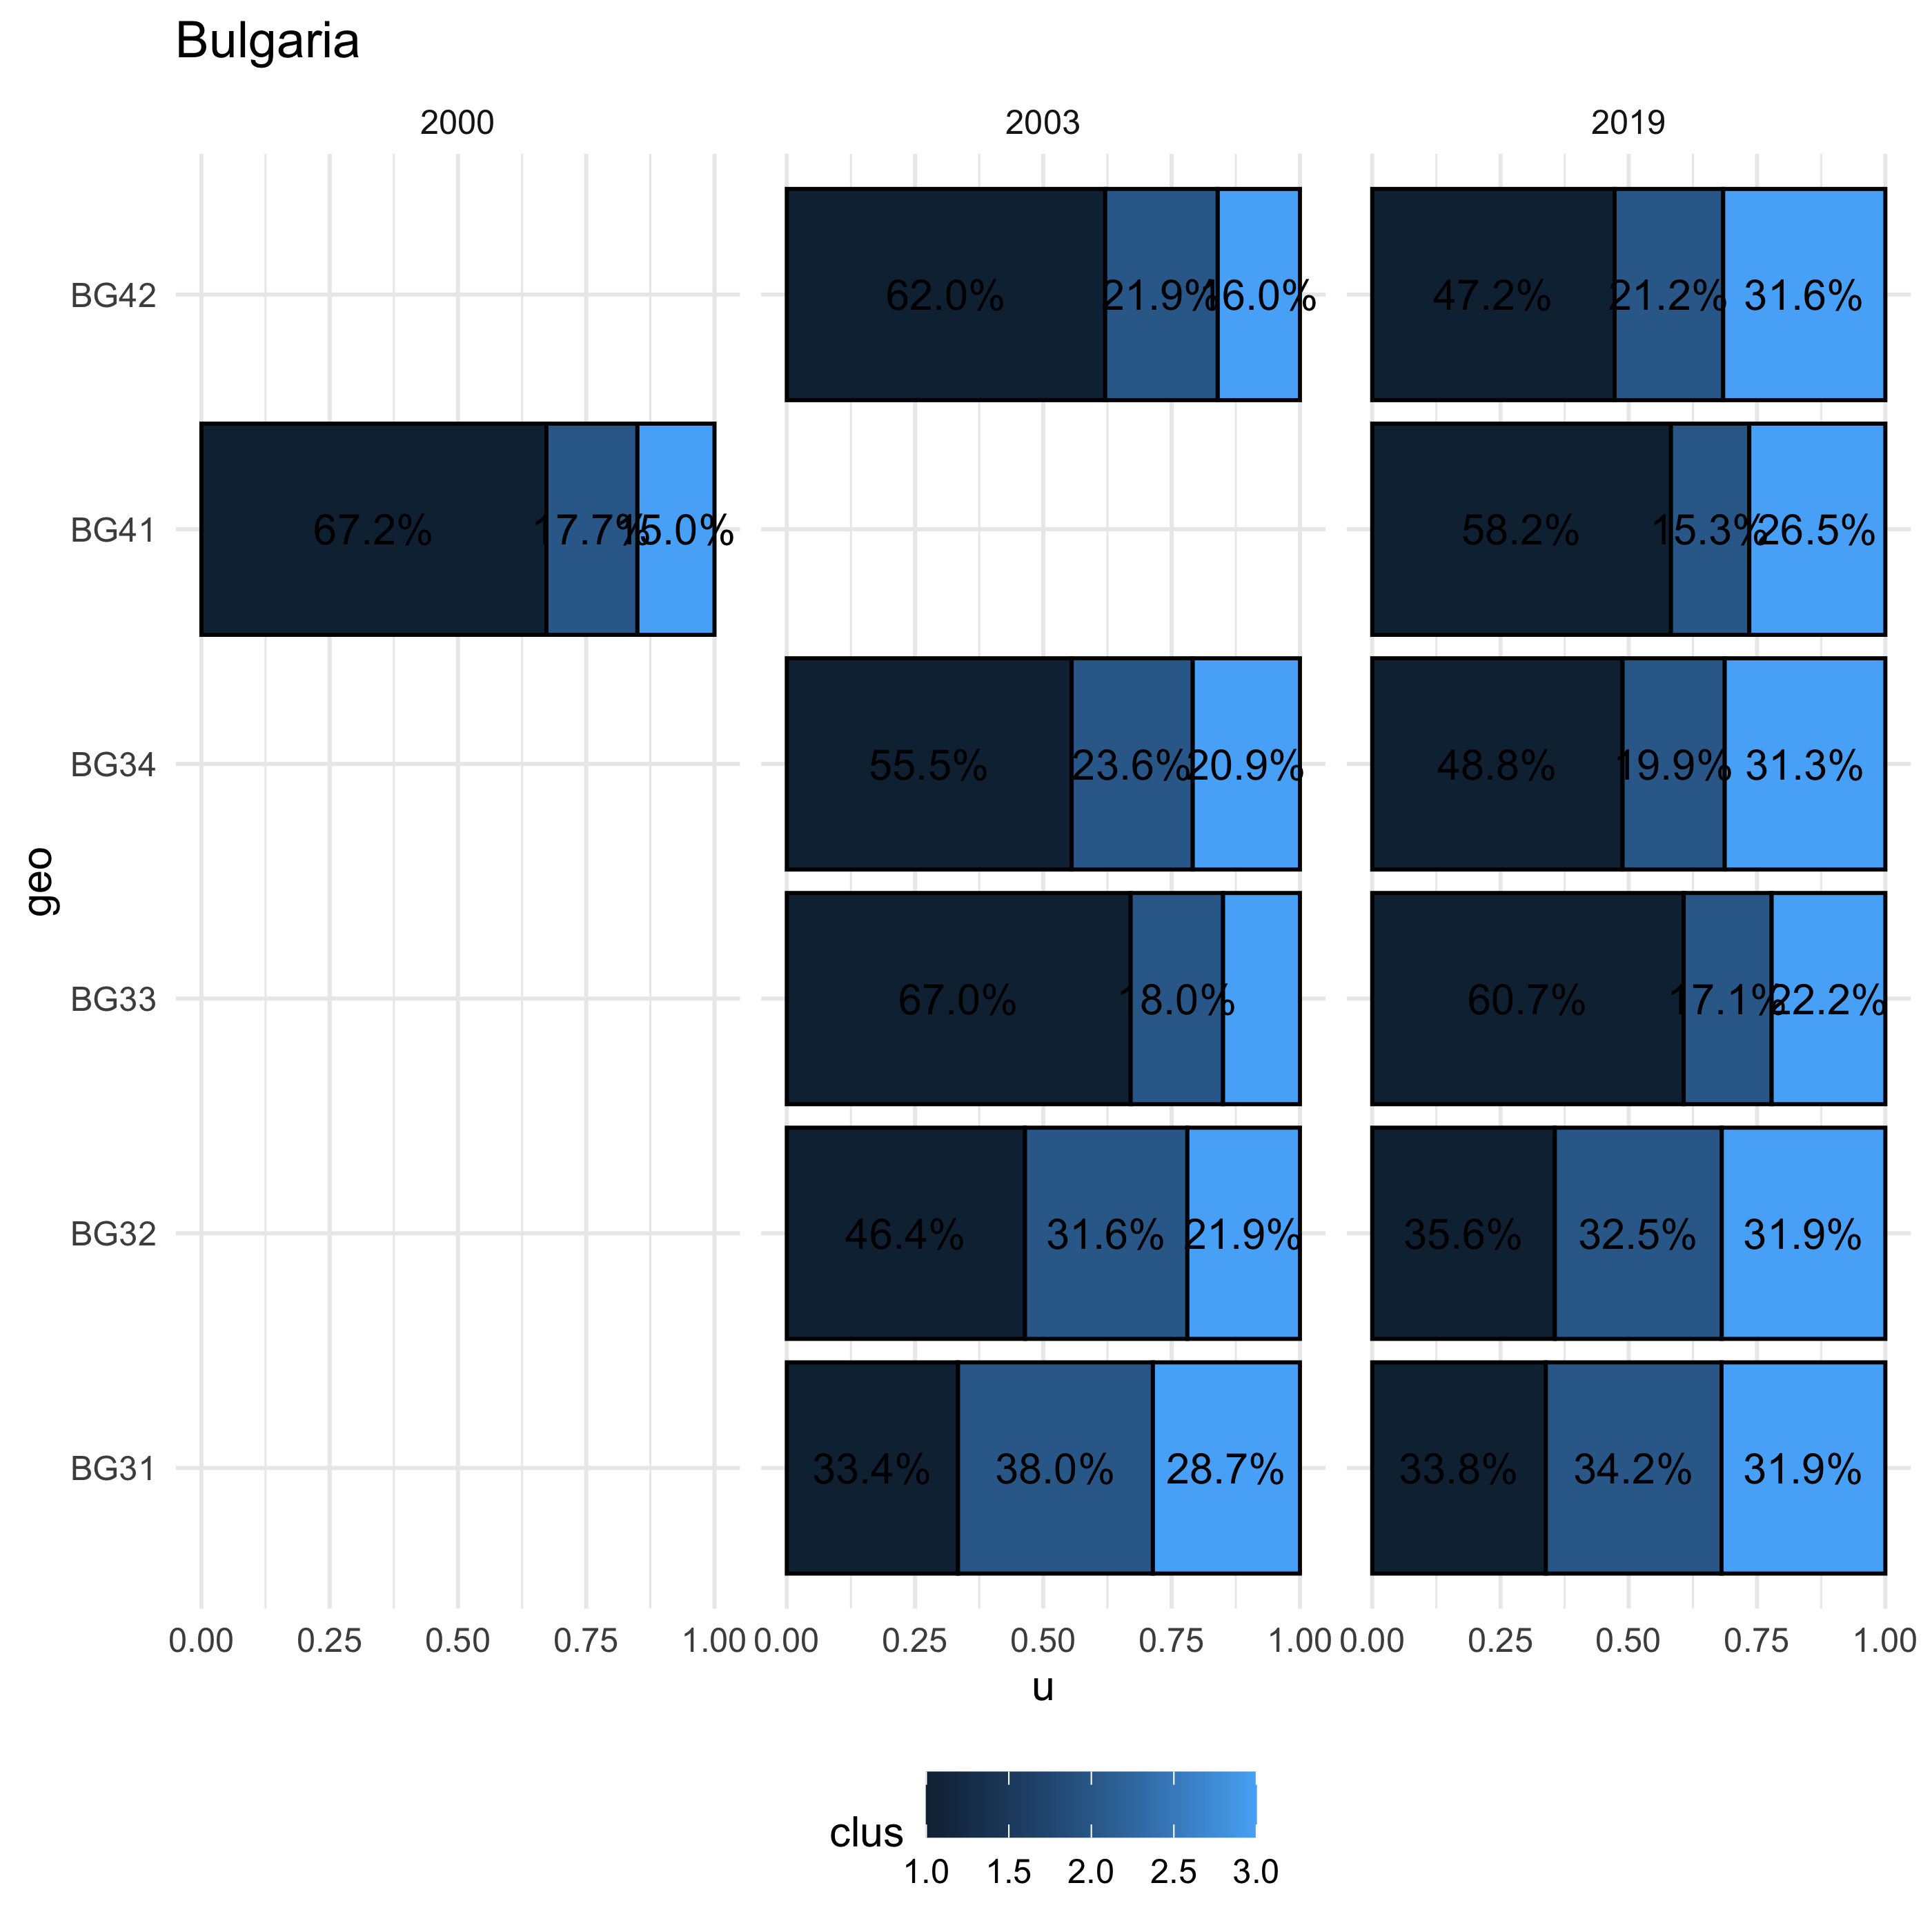 Bulgaria
2000 2003 2019
BG42 62.0% 21.9% 16.0% 47.2% 21.2% 31.6%
BG41 67.2% 17.7% 15.0% 58.2% 15.3% 26.5%
BG34 55.5% 23.6% 20.9% 48.8% 19.9% 31.3%
BG33 67.0% 18.0% 60.7% 17.1% 22.2%
BG32 46.4% 31.6% 21.9% 35.6% 32.5% 31.9%
BG31 33.4% 38.0% 28.7% 33.8% 34.2% 31.9%
geo
0.00 0.25 0.50 0.75 1.00 0.00 0.25 0.50 0.75 1.00 0.00 0.25 0.50 0.75 1.00
u
clus
1.0 1.5 2.0 2.5 3.0